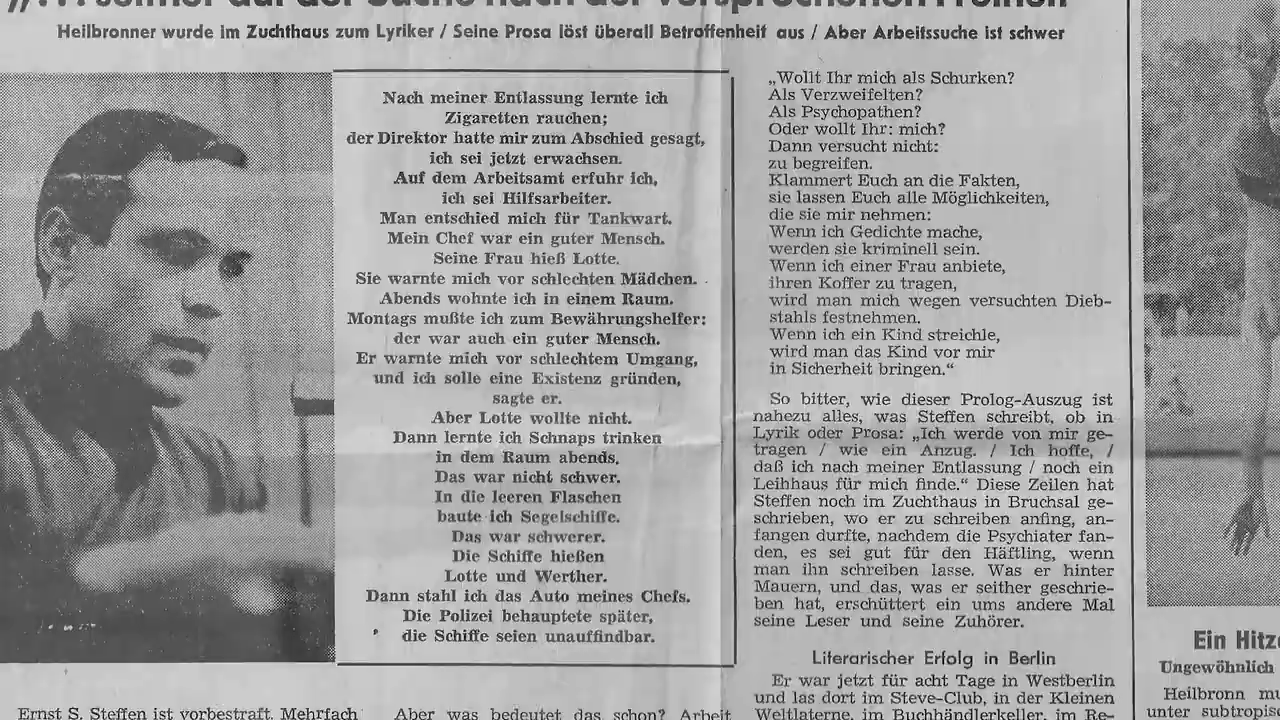 „... seither auf der Suche nach der versprochenen Freiheit“
Heilbronner wurde im Zuchthaus zum Lyriker / Seine Prosa löst überall Betroffenheit aus / Aber Arbeitssuche ist schwer
Nach meiner Entlassung lernte ich
Zigaretten rauchen;
der Direktor hatte mir zum Abschied gesagt,
ich sei jetzt erwachsen.
Auf dem Arbeitsamt erfuhr ich,
ich sei Hilfsarbeiter.
Man entschied mich für Tankwart.
Mein Chef war ein guter Mensch.
Seine Frau hieß Lotte.
Sie warnte mich vor schlechten Mädchen.
Abends wohnte ich in einem Raum.
Montags mußte ich zum Bewährungshelfer:
der war auch ein guter Mensch.
Er warnte mich vor schlechtem Umgang,
und ich solle eine Existenz gründen,
sagte er.
Aber Lotte wollte nicht.
Dann lernte ich Schnaps trinken
in dem Raum abends.
Das war nicht schwer.
In die leeren Flaschen
baute ich Segelschiffe.
Das war schwerer.
Die Schiffe hießen
Lotte und Werther.
Dann stahl ich das Auto meines Chefs.
Die Polizei behauptete später,
die Schiffe seien unauffindbar.
Ernst S. Steffen ist vorbestraft. Mehrfach
Aber was bedeutet das schon? Arbeit
„Wollt Ihr mich als Schurken?
Als Verzweifelten?
Als Psychopathen?
Oder wollt Ihr: mich?
Dann versucht nicht:
zu begreifen.
Klammert Euch an die Fakten,
sie lassen Euch alle Möglichkeiten,
die sie mir nehmen:
Wenn ich Gedichte mache,
werden sie kriminell sein.
Wenn ich einer Frau anbiete,
ihren Koffer zu tragen,
wird man mich wegen versuchten Dieb-
stahls festnehmen.
Wenn ich ein Kind streichle,
wird man das Kind vor mir
in Sicherheit bringen.“
So bitter, wie dieser Prolog-Auszug ist
nahezu alles, was Steffen schreibt, ob in
Lyrik oder Prosa: „Ich werde von mir ge-
tragen / wie ein Anzug. / Ich hoffe, /
daß ich nach meiner Entlassung / noch ein
Leihhaus für mich finde.“ Diese Zeilen hat
Steffen noch im Zuchthaus in Bruchsal ge-
schrieben, wo er zu schreiben anfing, an-
fangen durfte, nachdem die Psychiater fan-
den, es sei gut für den Häftling, wenn
man ihn schreiben lasse. Was er hinter
Mauern, und das, was er seither geschrie-
ben hat, erschüttert ein ums andere Mal
seine Leser und seine Zuhörer.
Literarischer Erfolg in Berlin
Er war jetzt für acht Tage in Westberlin
und las dort im Steve-Club, in der Kleinen
Weltlaterne, im Buchhändlerkeller, im Re-
Ein Hitze
Ungewöhnlich
Heilbronn mu
unter subtropis